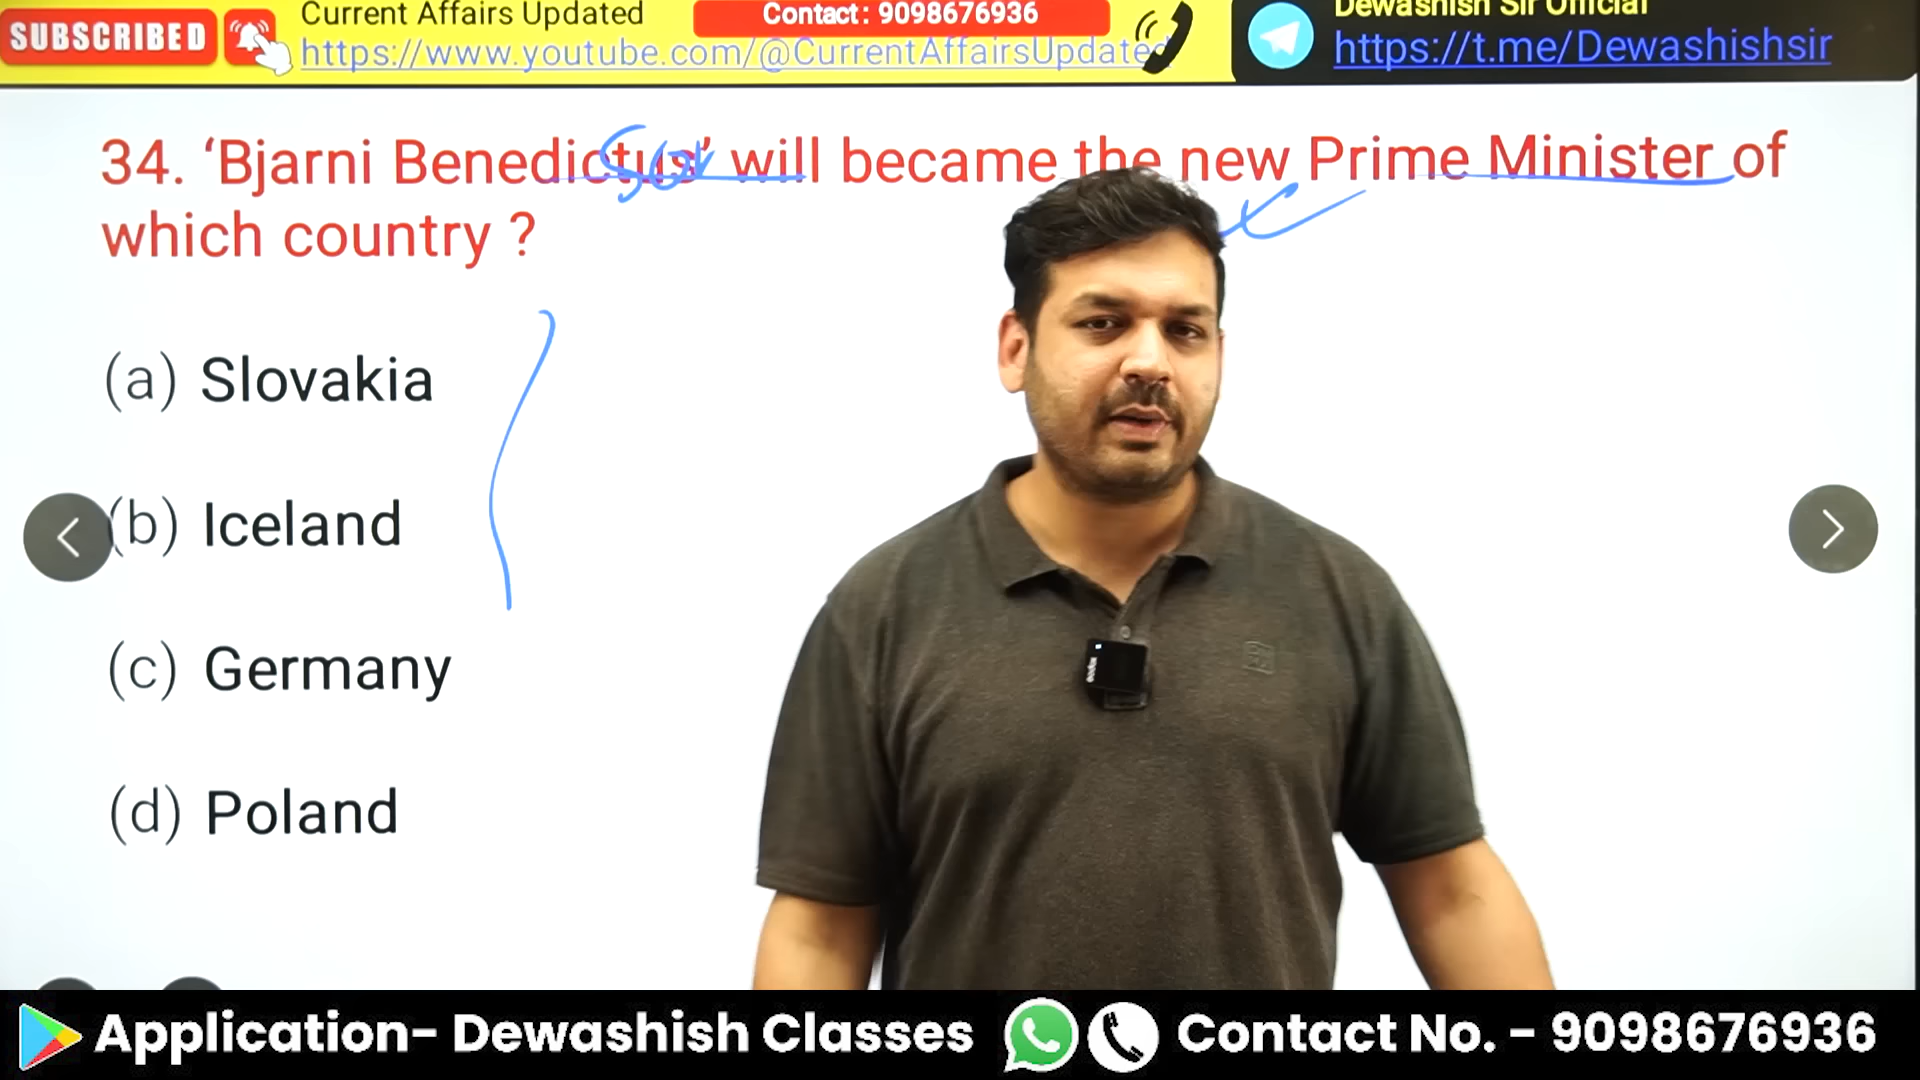 SUBSCRIBED
Current Affairs Updated
https://www.youtube.com/@CurrentAffairsUpdated
Contact: 9098676936
Dewashish Sir Official
https://t.me/Dewashishsir
34. ‘Bjarni Benedictus’ will became the new Prime Minister of
which country ?
(a) Slovakia
(b) Iceland
(c) Germany
(d) Poland
Application- Dewashish Classes
Contact No. - 9098676936